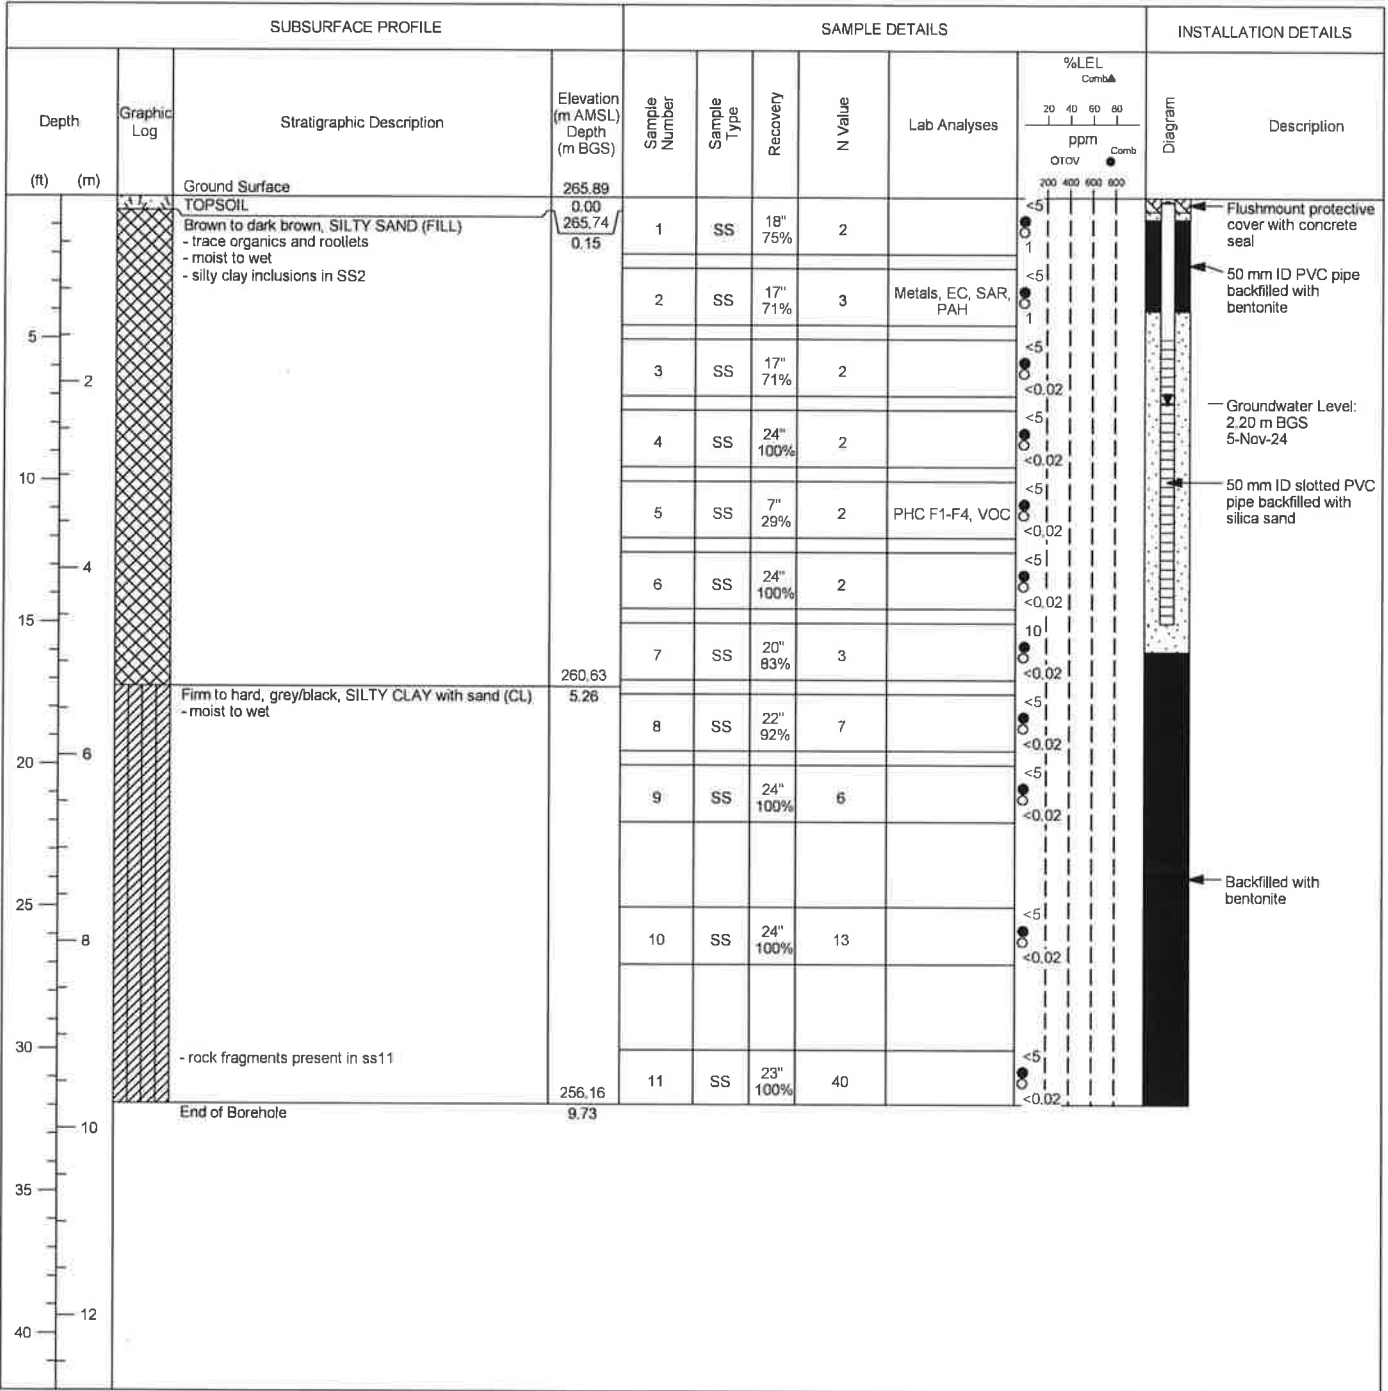 SUBSURFACE PROFILE
SAMPLE DETAILS
INSTALLATION DETAILS
Depth
(ft)
(m)
Graphic
Log
Stratigraphic Description
Elevation
(m AMSL)
Depth
(m BGS)
Sample
Number
Sample
Type
Recovery
N Value
Lab Analyses
%LEL
Comb▲
20 40 60 80
ppm
OTOV
Comb
●
200 400 600 800
Diagram
Description
Ground Surface
265.89
TOPSOIL
0.00
Brown to dark brown, SILTY SAND (FILL)
265.74
- trace organics and rootlets
0.15
- moist to wet
- silty clay inclusions in SS2
260.63
Firm to hard, grey/black, SILTY CLAY with sand (CL)
5.26
- moist to wet
- rock fragments present in ss11
256.16
End of Borehole
9.73
5
10
15
20
25
30
35
40
2
4
6
8
10
12
1 SS 18" 75% 2
<5
1
2 SS 17" 71% 3 Metals, EC, SAR, PAH
<5
1
3 SS 17" 71% 2
<5
<0.02
4 SS 24" 100% 2
<5
<0.02
5 SS 7" 29% 2 PHC F1-F4, VOC
<5
<0.02
6 SS 24" 100% 2
<5
<0.02
7 SS 20" 83% 3
10
<0.02
8 SS 22" 92% 7
<5
<0.02
9 SS 24" 100% 6
<5
<0.02
10 SS 24" 100% 13
<5
<0.02
11 SS 23" 100% 40
<5
<0.02
Flushmount protective
cover with concrete
seal
50 mm ID PVC pipe
backfilled with
bentonite
Groundwater Level:
2.20 m BGS
5-Nov-24
50 mm ID slotted PVC
pipe backfilled with
silica sand
Backfilled with
bentonite